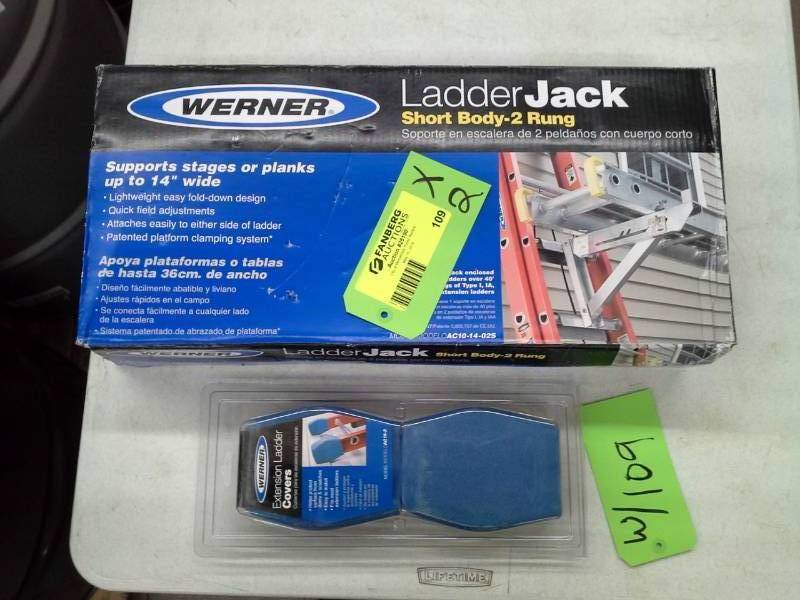 WERNER
LadderJack
Short Body-2 Rung
Soporte en escalera de 2 peldaños con cuerpo corto
Supports stages or planks
up to 14" wide
• Lightweight easy fold-down design
• Quick field adjustments
• Attaches easily to either side of ladder
• Patented platform clamping system*
Apoya plataformas o tablas
de hasta 36cm. de ancho
• Diseño fácilmente abatible y liviano
• Ajustes rápidos en el campo
• Se conecta fácilmente a cualquier lado
de la escalera
• Sistema patentado de abrazado de plataforma*
X 2
FANBERG
AUCTIONS
109
AC10-14-02S
WERNER
LadderJack Short Body-2 Rung
WERNER
Extension Ladder
Covers
W/109
LIFETIME